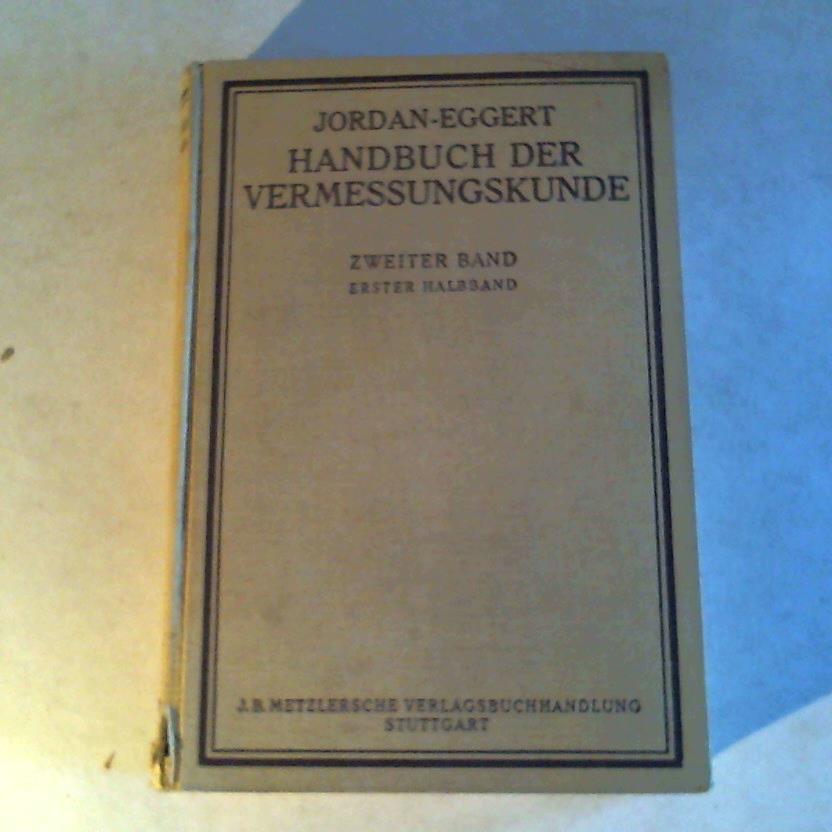 JORDAN-EGGERT
HANDBUCH DER
VERMESSUNGSKUNDE
ZWEITER BAND
ERSTER HALBBAND
J. B. METZLERSCHE VERLAGSBUCHHANDLUNG
STUTTGART